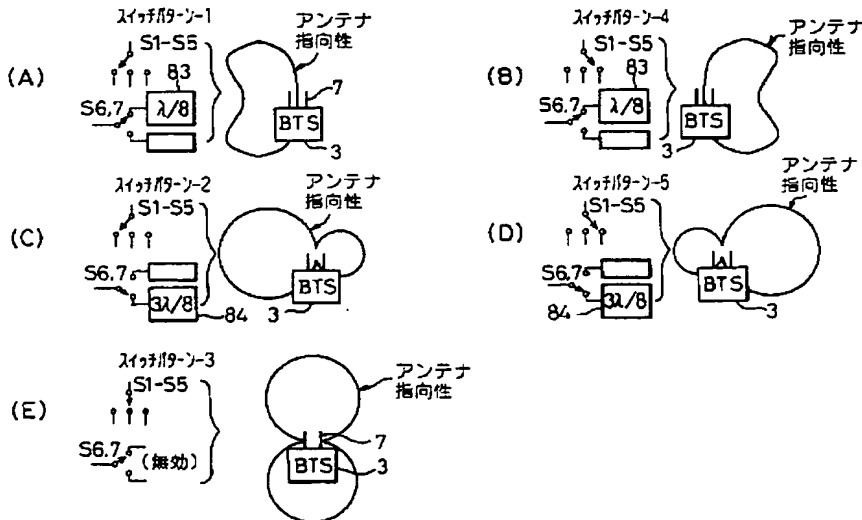 (A)
スイッチパターン-1
S1-S5
83
λ/8
S6,7
アンテナ
指向性
7
BTS
3
(B)
スイッチパターン-4
S1-S5
83
λ/8
S6,7
アンテナ
指向性
BTS
3
(C)
スイッチパターン-2
S1-S5
S6,7
3λ/8
84
アンテナ
指向性
BTS
3
(D)
スイッチパターン-5
S1-S5
S6,7
3λ/8
84
アンテナ
指向性
BTS
3
(E)
スイッチパターン-3
S1-S5
S6,7
(無効)
アンテナ
指向性
7
BTS
3